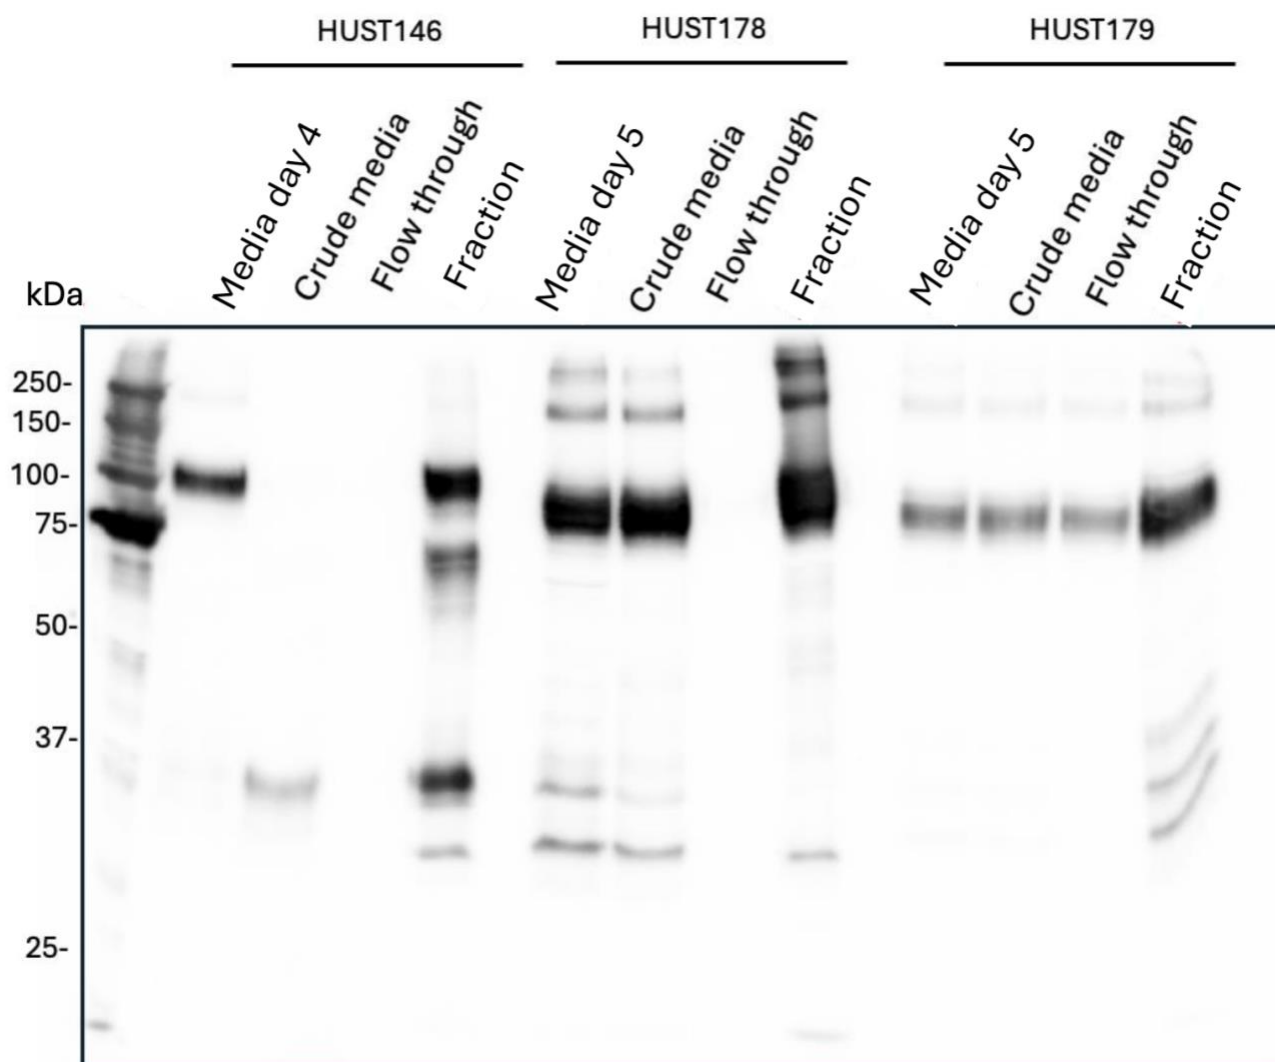 HUST146
HUST178
HUST179
Media day 4
Crude media
Flow through
Fraction
Media day 5
Crude media
Flow through
Fraction
Media day 5
Crude media
Flow through
Fraction
kDa
250-
150-
100-
75-
50-
37-
25-